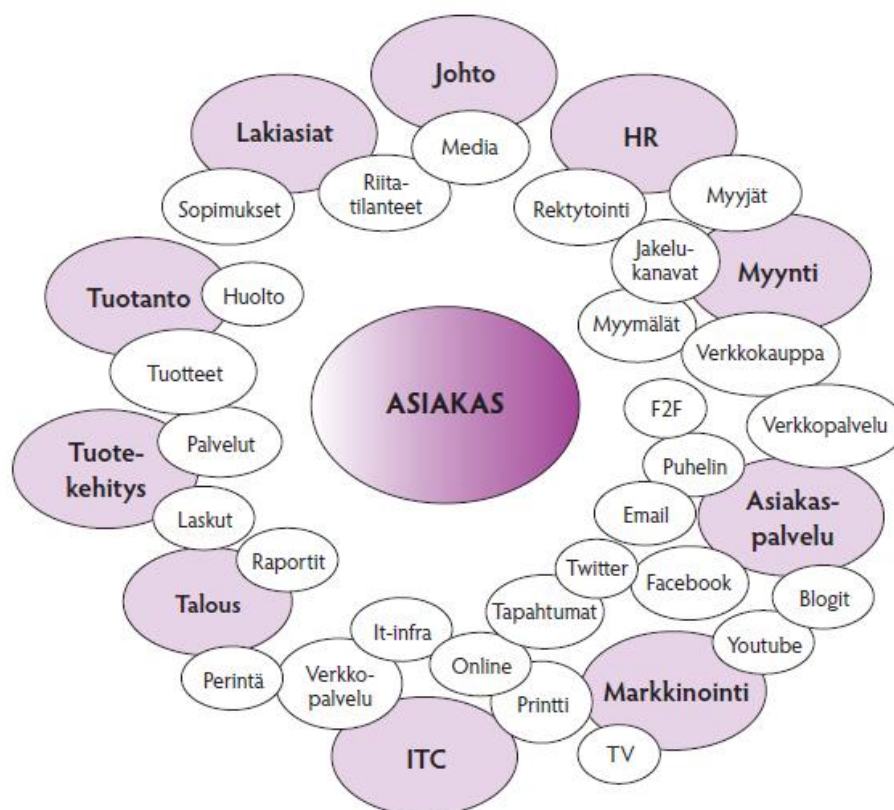 Johto
Media
HR
Rektytointi
Myyjät
Jakelu-
kanavat
Myynti
Myymälät
Verkkokauppa
Verkkopalvelu
F2F
Puhelin
Email
Asiakas-
palvelu
Twitter
Facebook
Blogit
Youtube
Markkinointi
TV
Printti
Tapahtumat
Online
ITC
It-infra
Verkko-
palvelu
Perintä
Talous
Raportit
Laskut
Tuote-
kehitys
Palvelut
Tuotteet
Tuotanto
Huolto
Sopimukset
Lakiasiat
Riita-
tilanteet
ASIAKAS